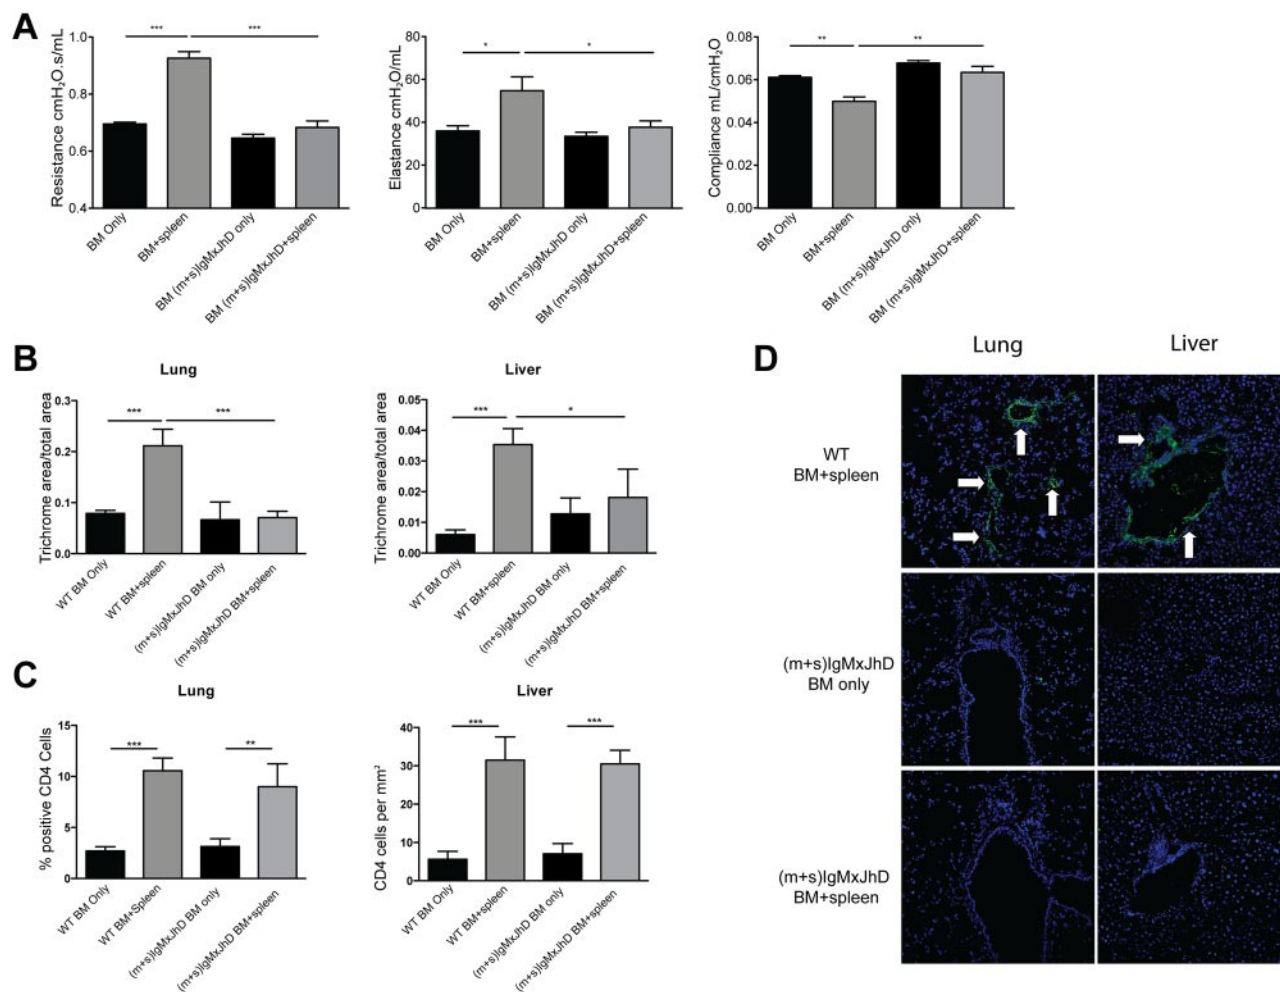 A
Resistance cmH₂O.s/mL
1.0
0.8
0.6
0.4
***
***
BM Only
BM+spleen
BM (m+s)IgMxJhD only
BM (m+s)IgMxJhD+spleen
Elastance cmH₂O/mL
80
60
40
20
0
*
*
BM Only
BM+spleen
BM (m+s)IgMxJhD only
BM (m+s)IgMxJhD+spleen
Compliance mL/cmH₂O
0.08
0.06
0.04
0.02
0.00
**
**
BM Only
BM+spleen
BM (m+s)IgMxJhD only
BM (m+s)IgMxJhD+spleen
B
Lung
Trichrome area/total area
0.3
0.2
0.1
0.0
***
***
WT BM Only
WT BM+spleen
(m+s)IgMxJhD BM only
(m+s)IgMxJhD BM+spleen
Liver
Trichrome area/total area
0.05
0.04
0.03
0.02
0.01
0.00
***
*
WT BM Only
WT BM+spleen
(m+s)IgMxJhD BM only
(m+s)IgMxJhD BM+spleen
C
Lung
% positive CD4 Cells
15
10
5
0
***
**
WT BM Only
WT BM+Spleen
(m+s)IgMxJhD BM only
(m+s)IgMxJhD BM+spleen
Liver
CD4 cells per mm²
40
30
20
10
0
***
***
WT BM Only
WT BM+spleen
(m+s)IgMxJhD BM only
(m+s)IgMxJhD BM+spleen
D
Lung
Liver
WT
BM+spleen
(m+s)IgMxJhD
BM only
(m+s)IgMxJhD
BM+spleen